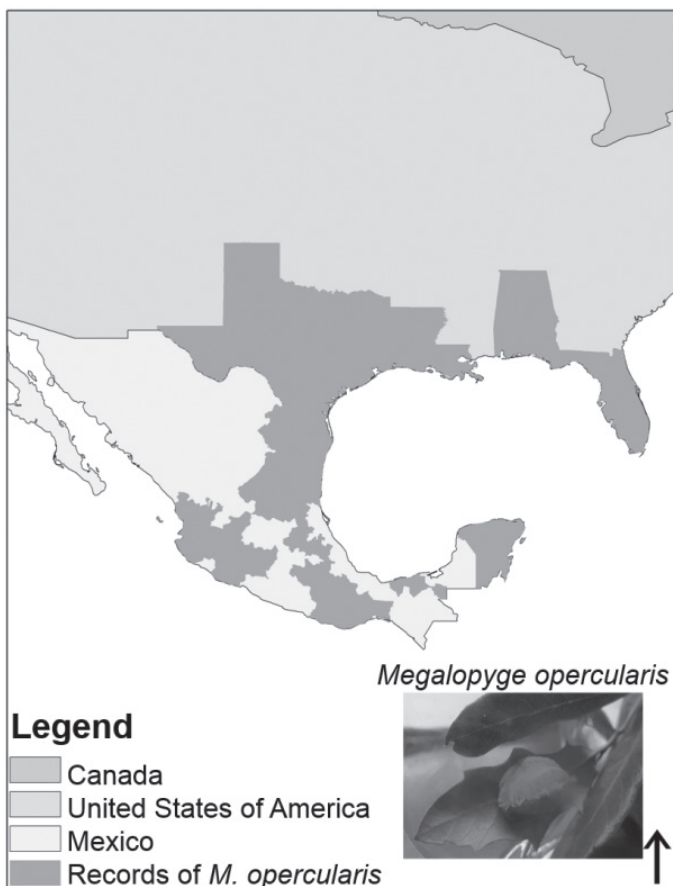 Megalopyge opercularis
Legend
Canada
United States of America
Mexico
Records of M. opercularis